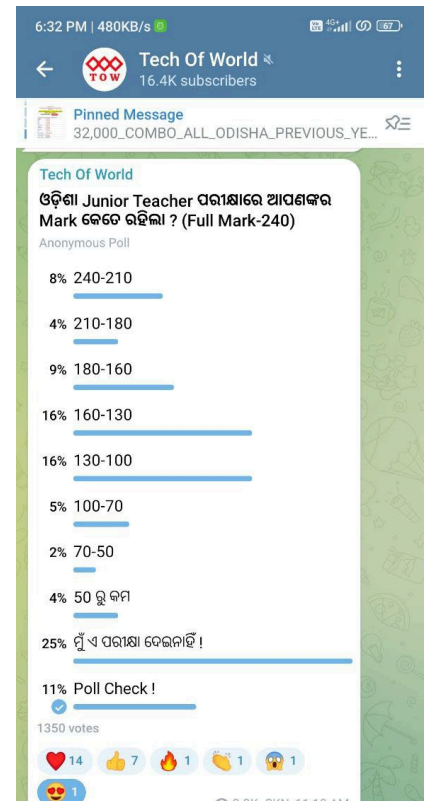 6:32 PM | 480KB/s
4G+
67
Tech Of World
16.4K subscribers
TOW
Pinned Message
32,000_COMBO_ALL_ODISHA_PREVIOUS_YE...
Tech Of World
ଓଡ଼ିଶା Junior Teacher ପରୀକ୍ଷାରେ ଆପଣଙ୍କର
Mark କେତେ ରହିଲା ? (Full Mark-240)
Anonymous Poll
8% 240-210
4% 210-180
9% 180-160
16% 160-130
16% 130-100
5% 100-70
2% 70-50
4% 50 ରୁ କମ
25% ମୁଁ ଏ ପରୀକ୍ଷା ଦେଇନାହିଁ !
11% Poll Check !
1350 votes
14 7 1 1 1
1